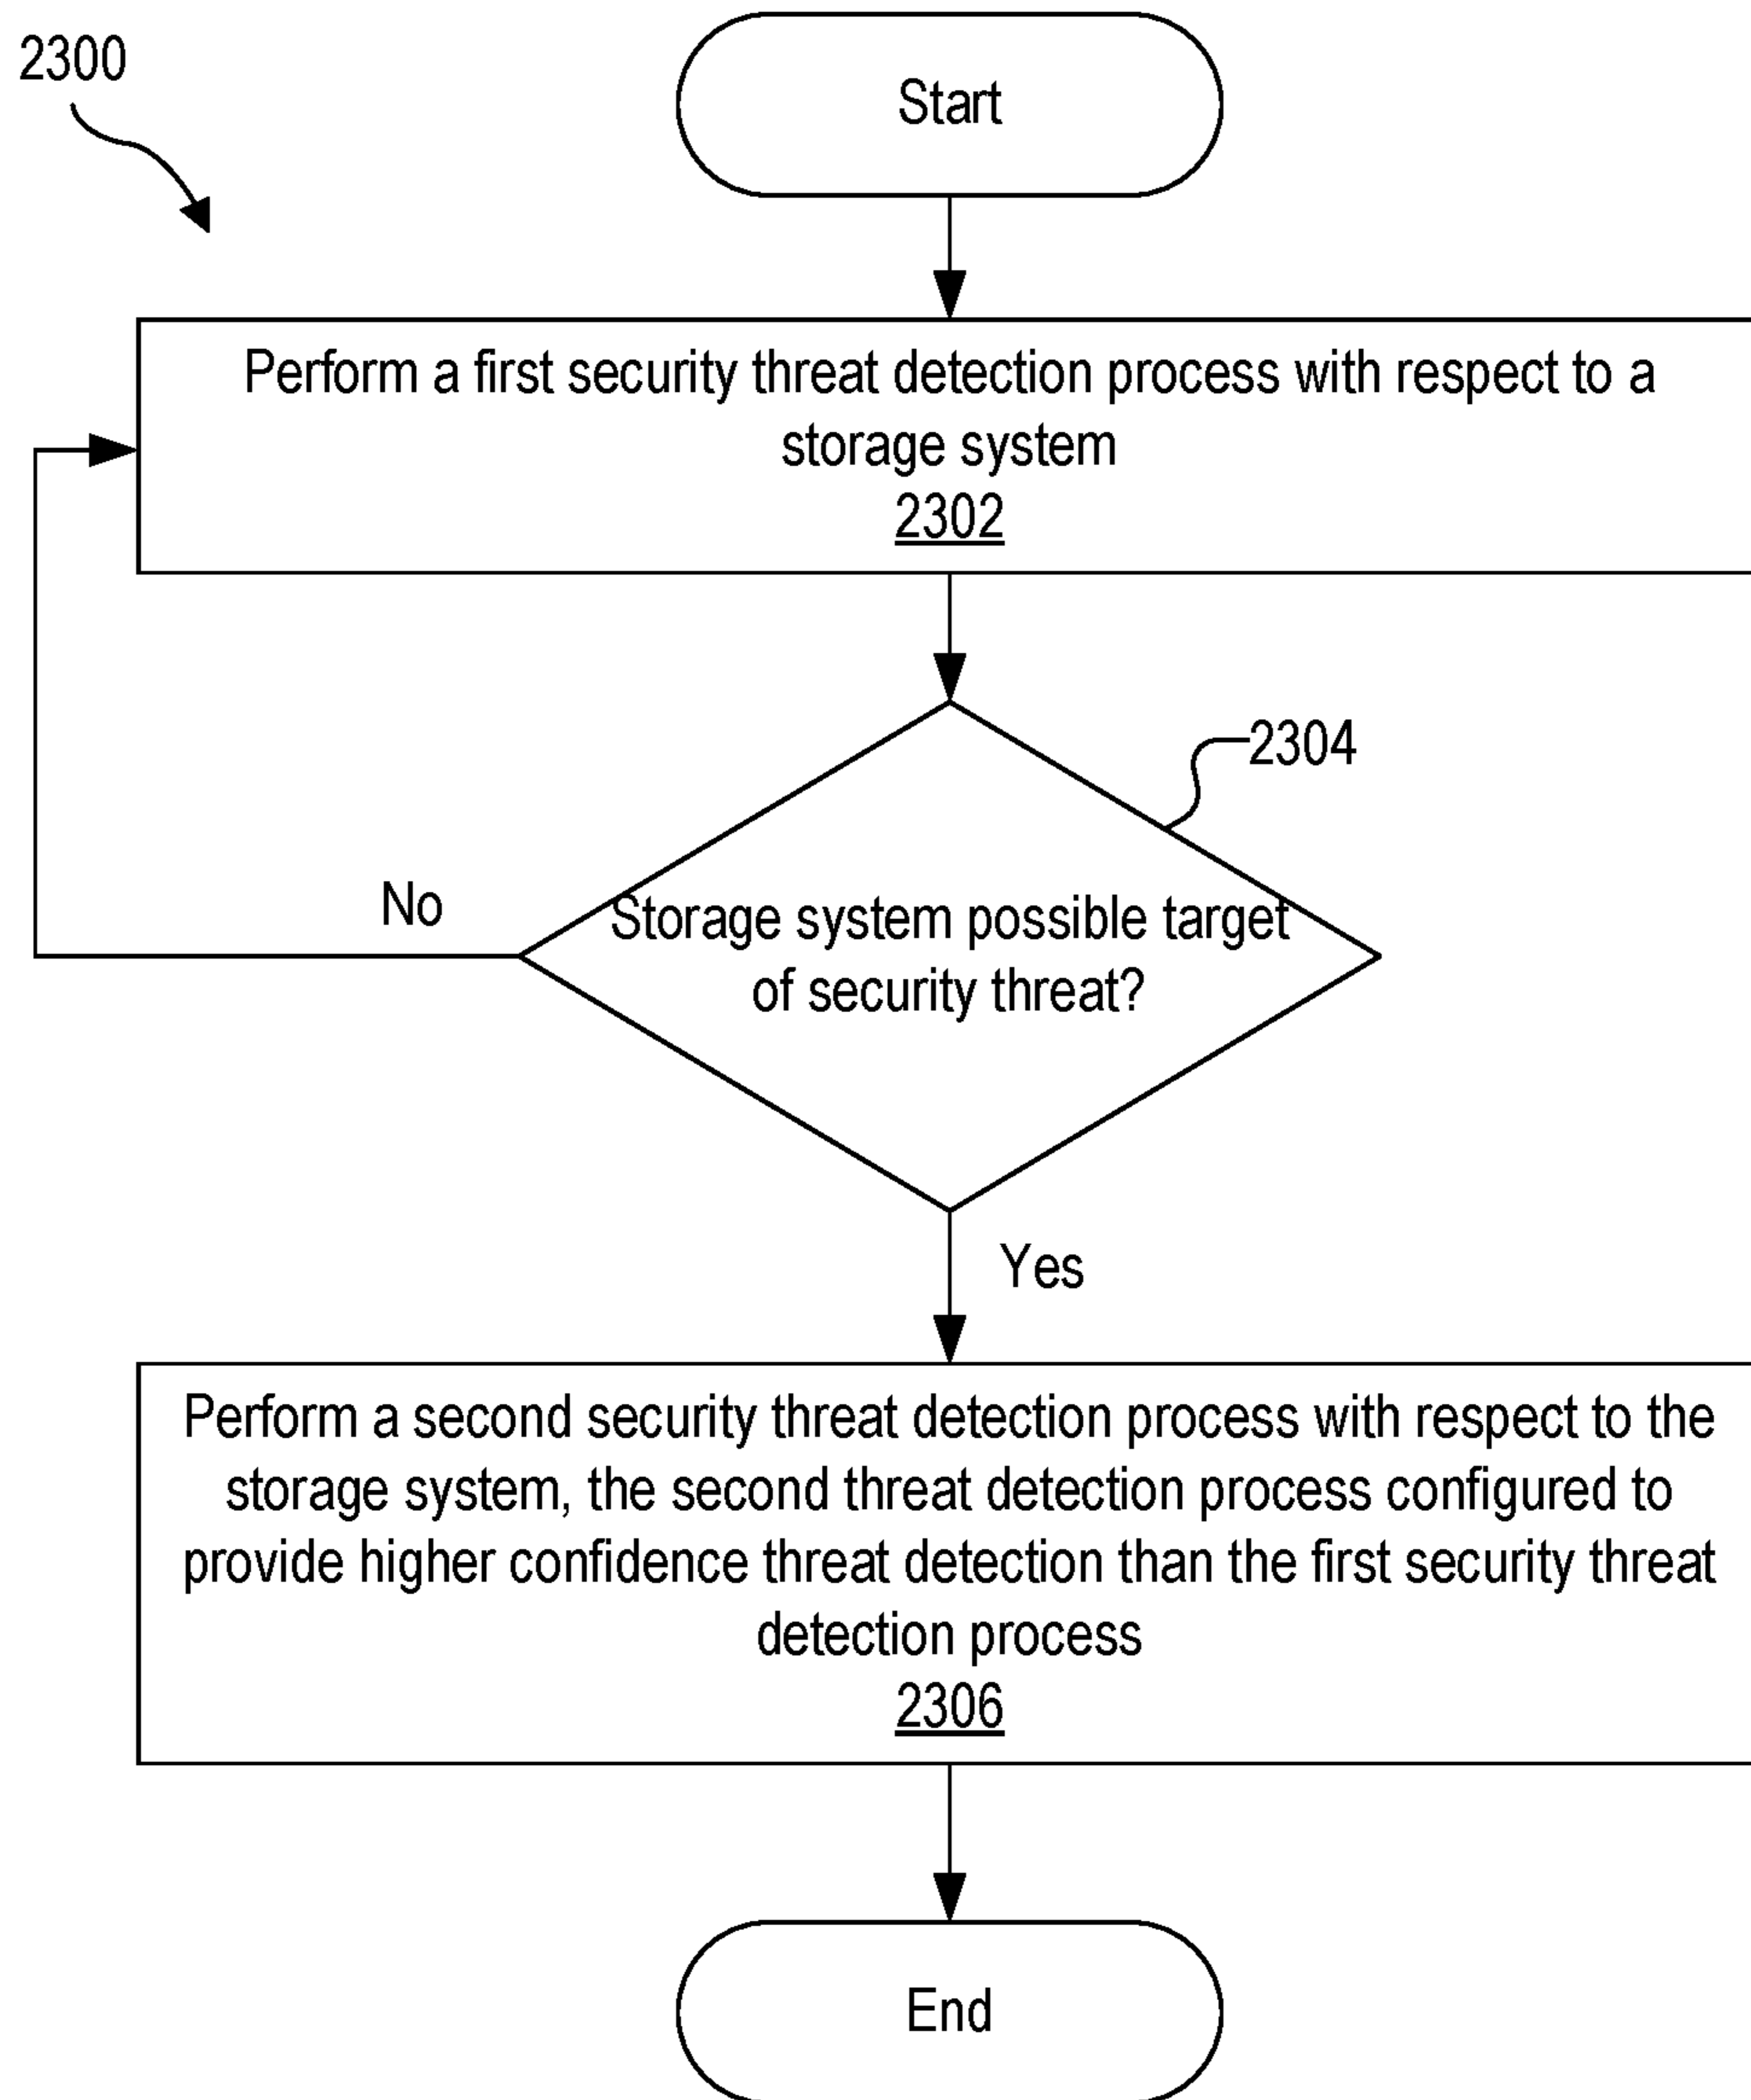 2300
Start
Perform a first security threat detection process with respect to a
storage system
2302
2304
No
Storage system possible target
of security threat?
Yes
Perform a second security threat detection process with respect to the
storage system, the second threat detection process configured to
provide higher confidence threat detection than the first security threat
detection process
2306
End